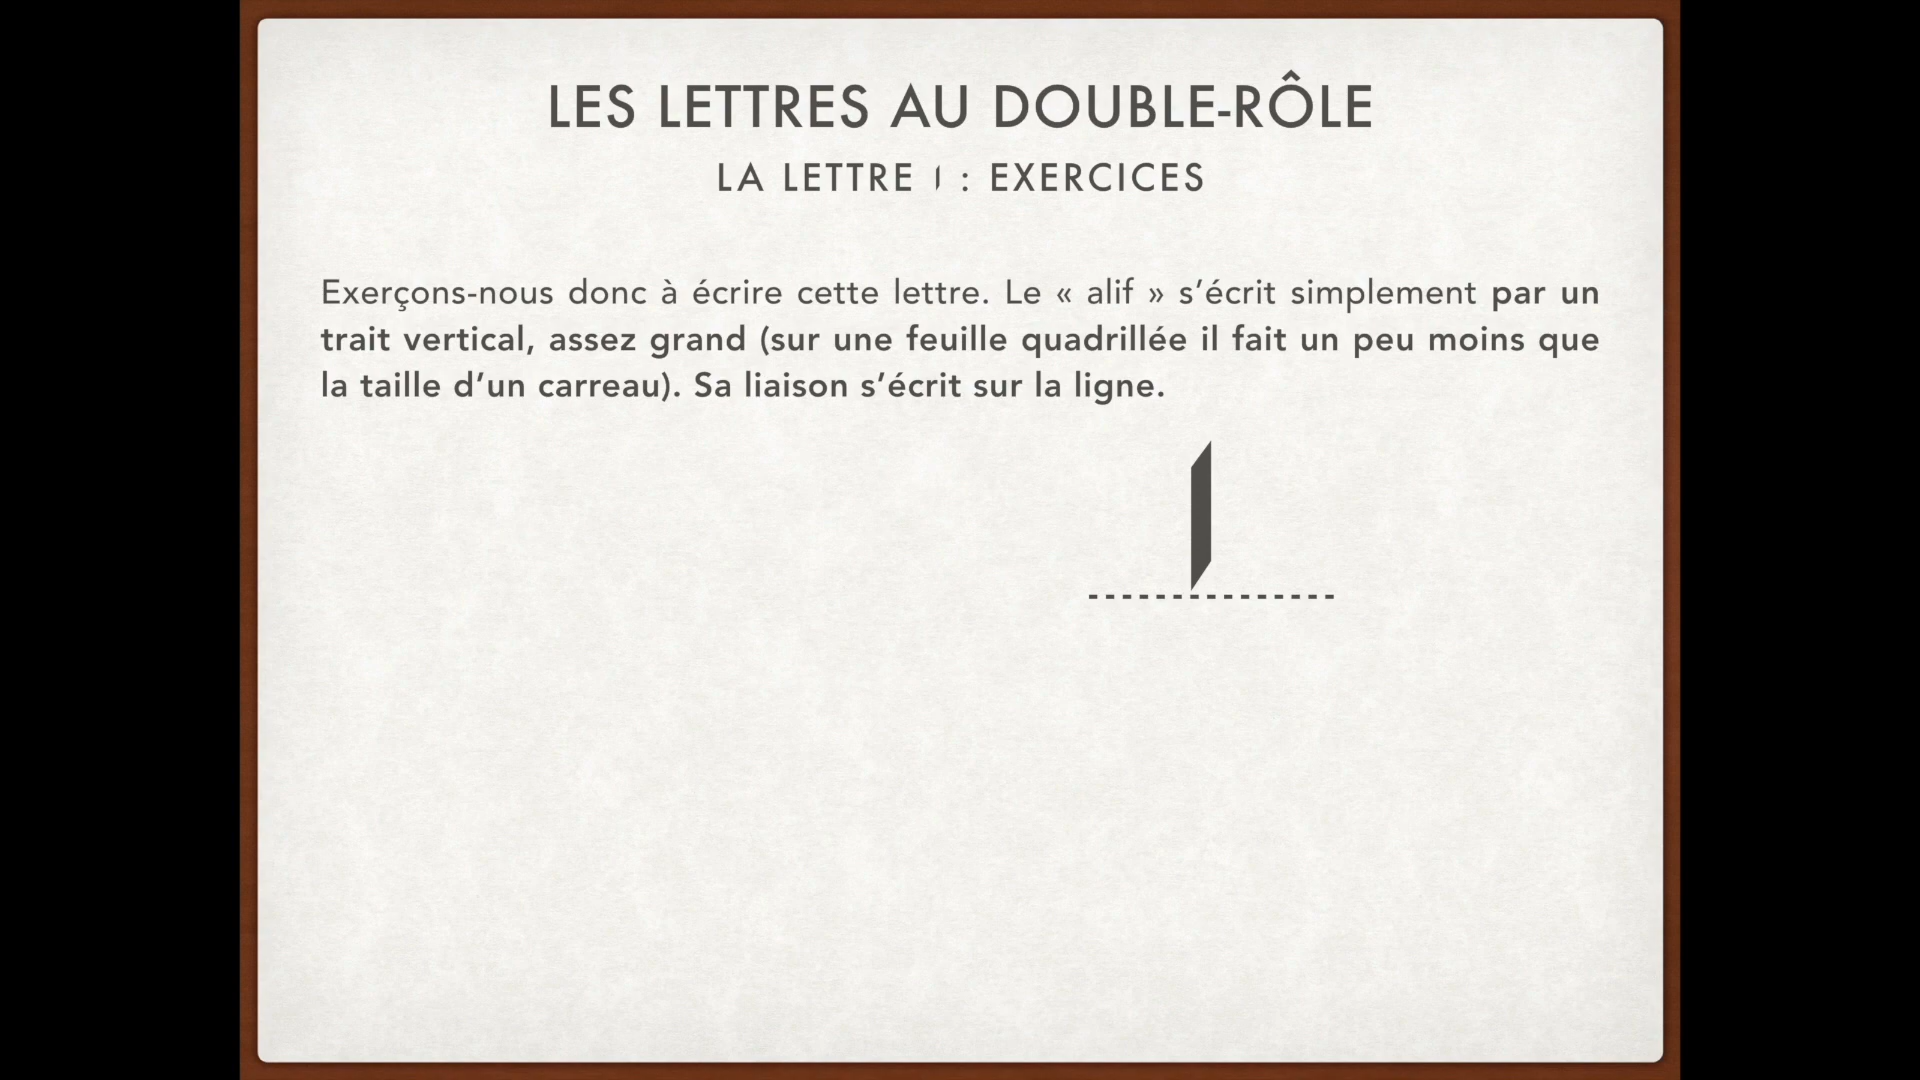 LES LETTRES AU DOUBLE-RÔLE
LA LETTRE ا : EXERCICES
Exerçons-nous donc à écrire cette lettre. Le « alif » s’écrit simplement par un
trait vertical, assez grand (sur une feuille quadrillée il fait un peu moins que
la taille d’un carreau). Sa liaison s’écrit sur la ligne.
ا